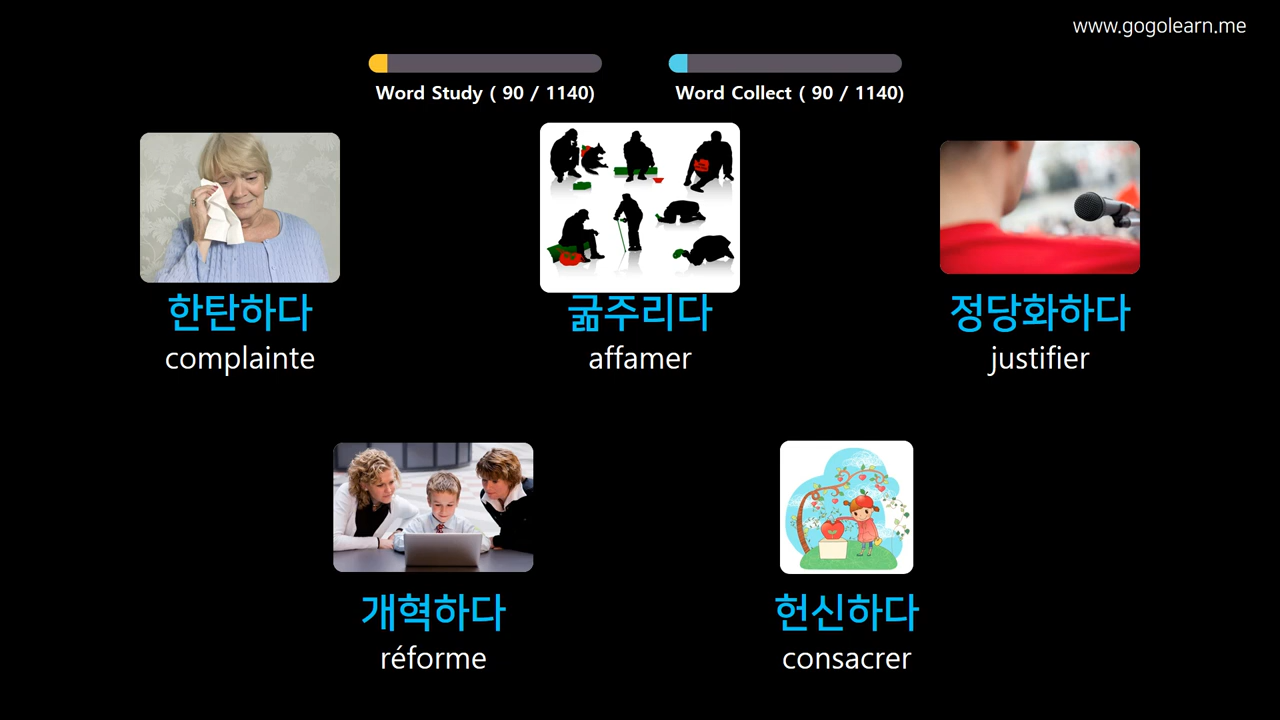 www.gogolearn.me
Word Study ( 90 / 1140)
Word Collect ( 90 / 1140)
한탄하다
complainte
굶주리다
affamer
정당화하다
justifier
개혁하다
réforme
헌신하다
consacrer